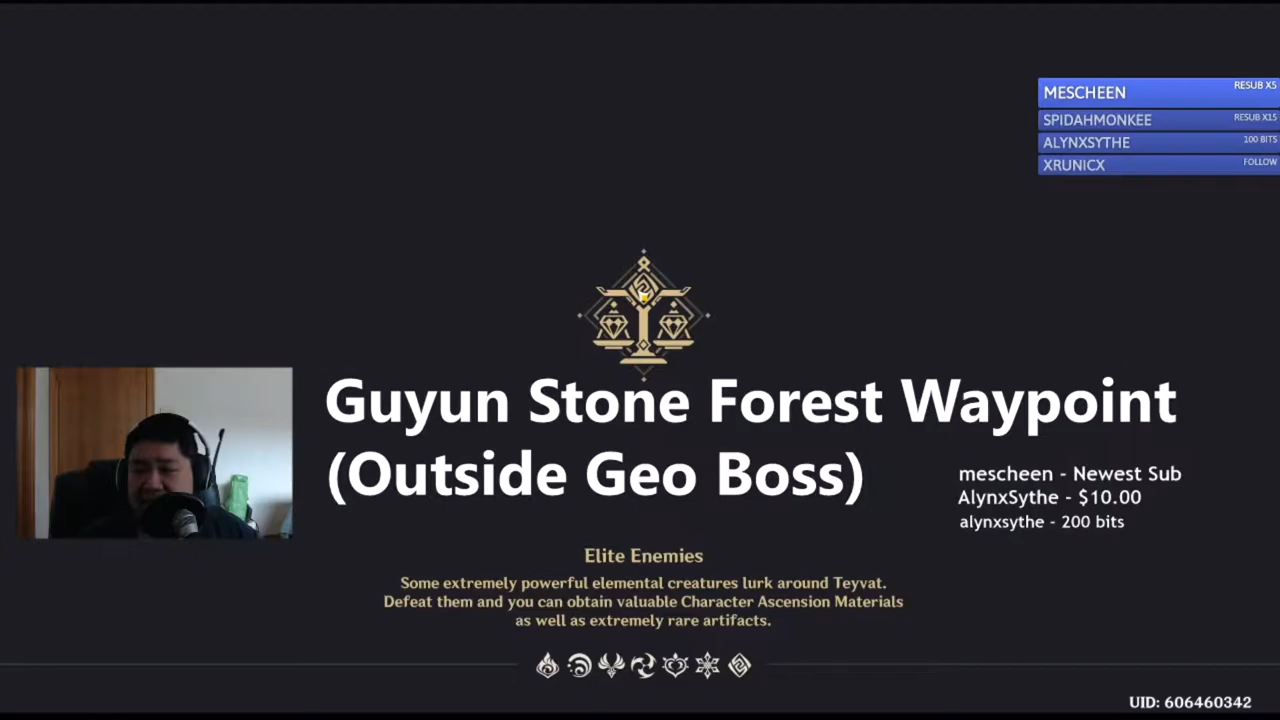 MESCHEEN RESUB X5
SPIDAHMONKEE RESUB X15
ALYNXSYTHE 100 BITS
XRUNICX FOLLOW
Guyun Stone Forest Waypoint
(Outside Geo Boss)
mescheen - Newest Sub
AlynxSythe - $10.00
alynxsythe - 200 bits
Elite Enemies
Some extremely powerful elemental creatures lurk around Teyvat.
Defeat them and you can obtain valuable Character Ascension Materials
as well as extremely rare artifacts.
UID: 606460342